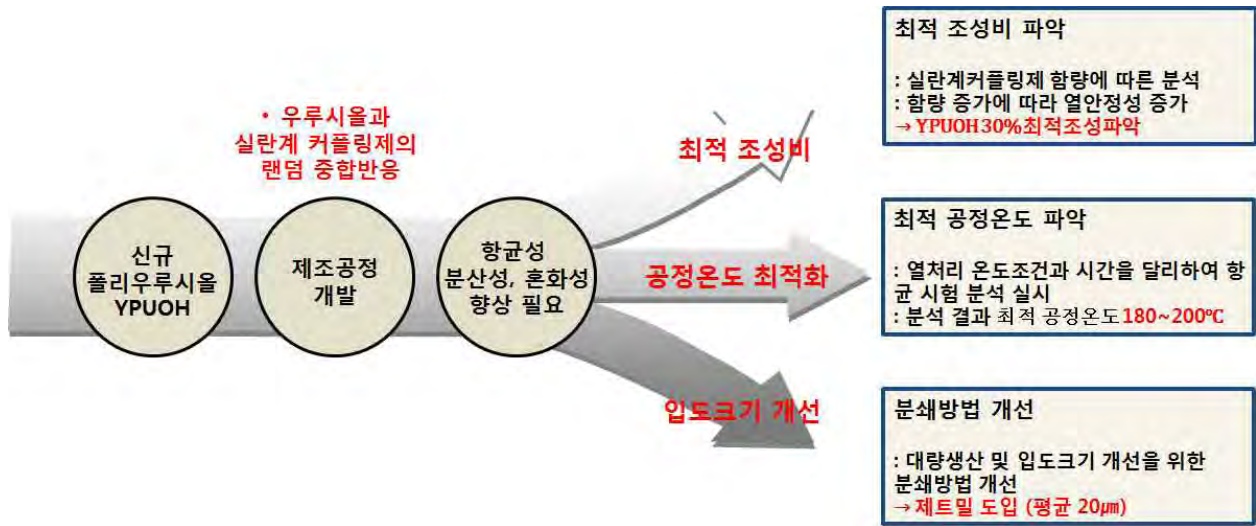 • 우루시올과
실란계 커플링제의
랜덤 중합반응
신규
폴리우루시올
YPUOH
제조공정
개발
항균성
분산성, 혼화성
향상 필요
최적 조성비
공정온도 최적화
입도크기 개선
최적 조성비 파악
: 실란계커플링제 함량에 따른 분석
: 함량 증가에 따라 열안정성 증가
→ YPUOH 30%최적조성파악
최적 공정온도 파악
: 열처리 온도조건과 시간을 달리하여 항
균 시험 분석 실시
: 분석 결과 최적 공정온도 180~200℃
분쇄방법 개선
: 대량생산 및 입도크기 개선을 위한
분쇄방법 개선
→ 제트밀 도입 (평균 20㎛)